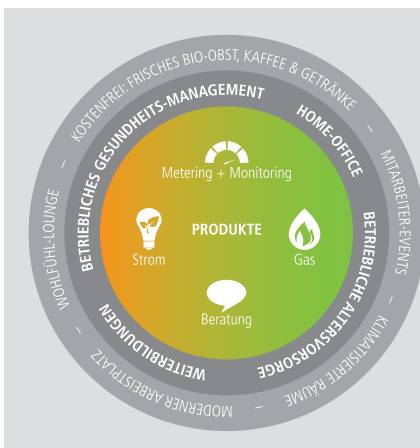 KOSTENFREI: FRISCHES BIO-OBST, KAFFEE & GETRÄNKE – MITARBEITER-EVENTS – KLIMATISIERTE RÄUME – MODERNER ARBEITSPLATZ – WOHLFÜHL-LOUNGE –
BETRIEBLICHES GESUNDHEITS-MANAGEMENT
HOME-OFFICE
BETRIEBLICHE ALTERSVORSORGE
WEITERBILDUNGEN
Metering + Monitoring
PRODUKTE
Strom
Gas
Beratung